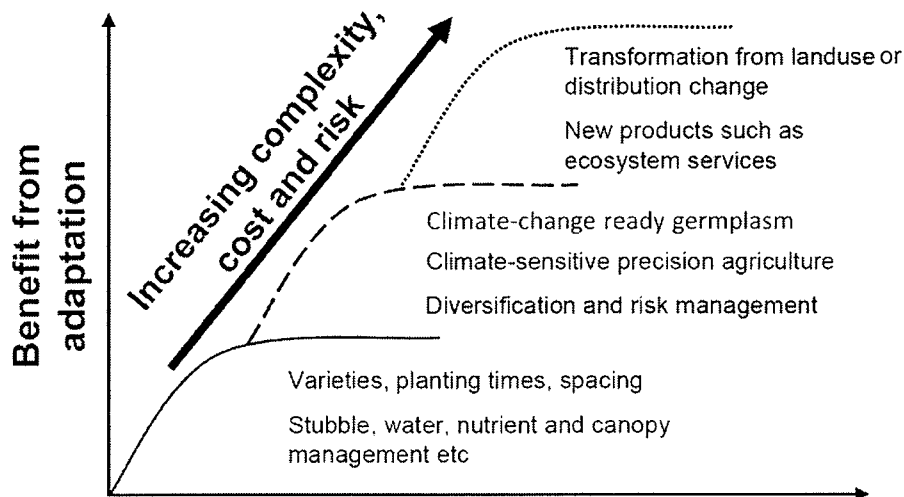 Benefit from
adaptation
Increasing complexity,
cost and risk
Transformation from landuse or
distribution change
New products such as
ecosystem services
Climate-change ready germplasm
Climate-sensitive precision agriculture
Diversification and risk management
Varieties, planting times, spacing
Stubble, water, nutrient and canopy
management etc